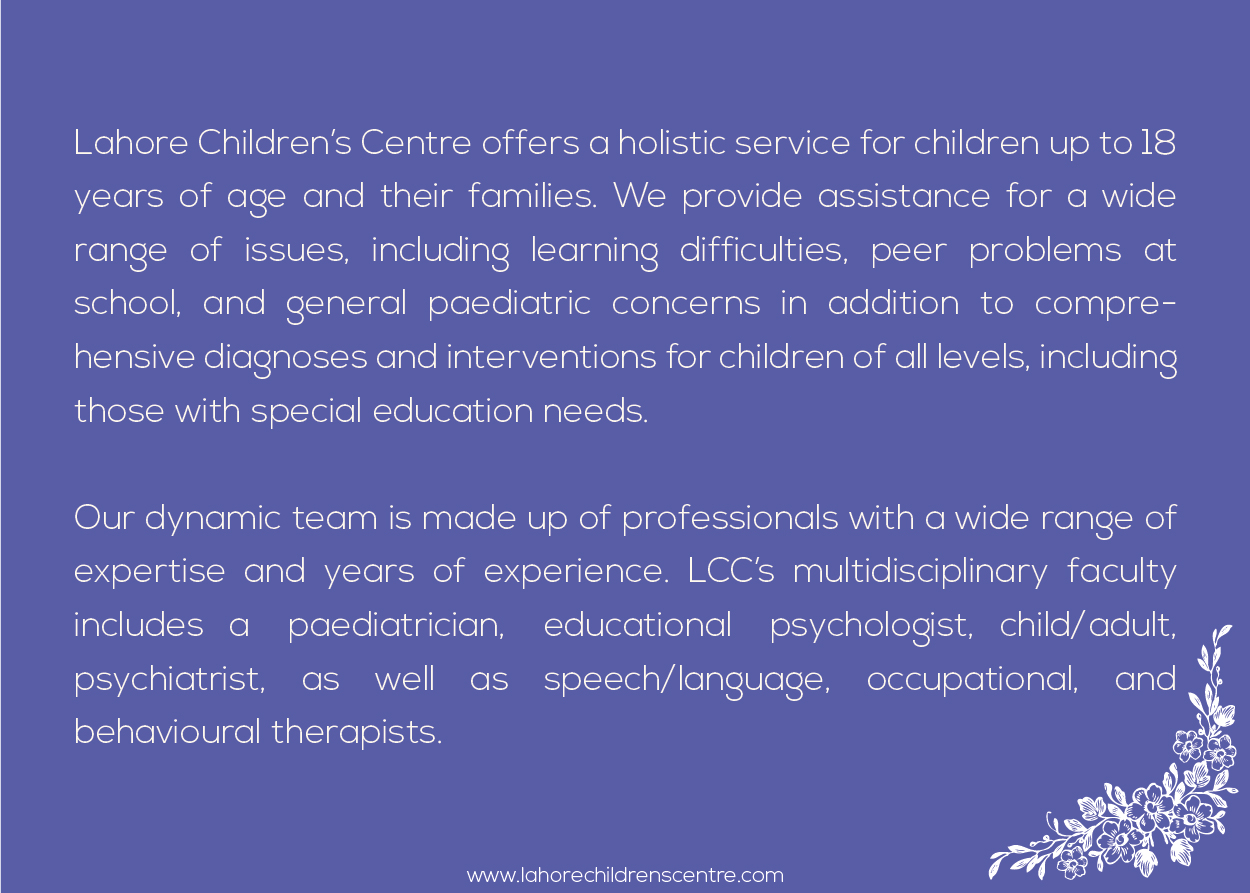 Lahore Children’s Centre offers a holistic service for children up to 18
years of age and their families. We provide assistance for a wide
range of issues, including learning difficulties, peer problems at
school, and general paediatric concerns in addition to compre-
hensive diagnoses and interventions for children of all levels, including
those with special education needs.
Our dynamic team is made up of professionals with a wide range of
expertise and years of experience. LCC’s multidisciplinary faculty
includes a paediatrician, educational psychologist, child/adult,
psychiatrist, as well as speech/language, occupational, and
behavioural therapists.
www.lahorechildrenscentre.com